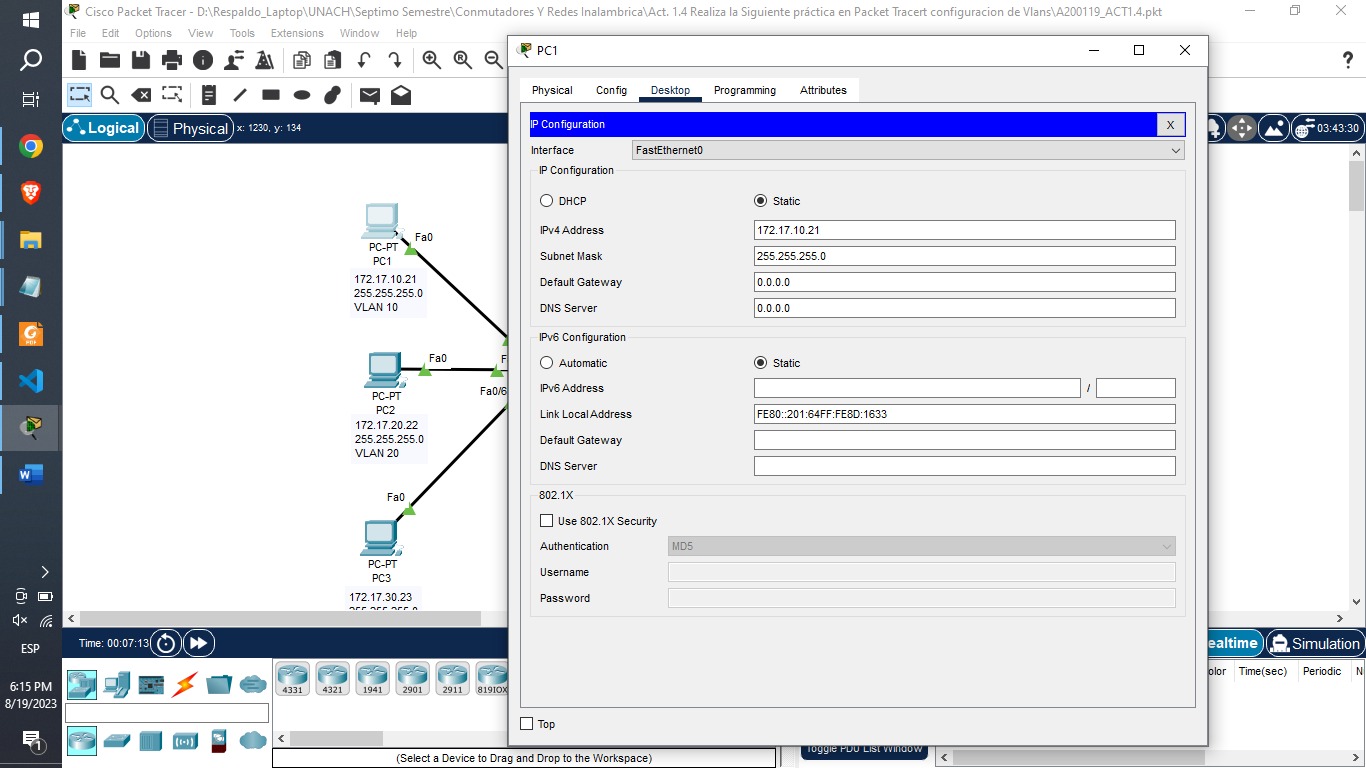 Cisco Packet Tracer - D:\Respaldo_Laptop\UNACH\Septimo Semestre\Conmutadores Y Redes Inalambrica\Act. 1.4 Realiza la Siguiente práctica en Packet Tracert configuracion de Vlans\A200119_ACT1.4.pkt
File Edit Options View Tools Extensions Window Help
PC1
Physical Config Desktop Programming Attributes
Logical Physical x: 1230, y: 134
03:43:30
IP Configuration X
Interface FastEthernet0
IP Configuration
DHCP Static
IPv4 Address 172.17.10.21
Subnet Mask 255.255.255.0
Default Gateway 0.0.0.0
DNS Server 0.0.0.0
IPv6 Configuration
Automatic Static
IPv6 Address /
Link Local Address FE80::201:64FF:FE8D:1633
Default Gateway
DNS Server
802.1X
Use 802.1X Security
Authentication MD5
Username
Password
Top
Fa0
PC-PT
PC1
172.17.10.21
255.255.255.0
VLAN 10
Fa0
F
Fa0/6
PC-PT
PC2
172.17.20.22
255.255.255.0
VLAN 20
Fa0
PC-PT
PC3
172.17.30.23
255.255.255.0
Time: 00:07:13
ealtime Simulation
4331 4321 1941 2901 2911 819IOX
olor Time(sec) Periodic N
(Select a Device to Drag and Drop to the Workspace)
Toggle PDU List Window
ESP
6:15 PM
8/19/2023
1